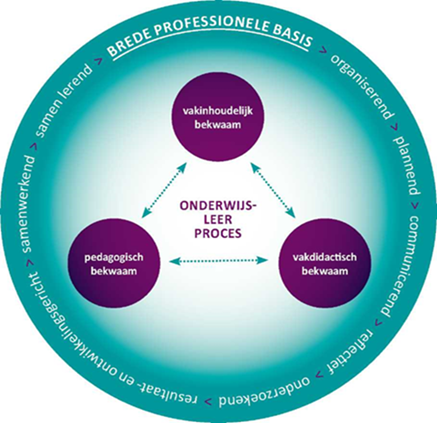 BREDE PROFESSIONELE BASIS > organiserend > plannend > communicerend > reflectief > onderzoekend > resultaat- en ontwikkelingsgericht > samenwerkend > samen lerend >
vakinhoudelijk
bekwaam
ONDERWIJS-
LEER
PROCES
pedagogisch
bekwaam
vakdidactisch
bekwaam